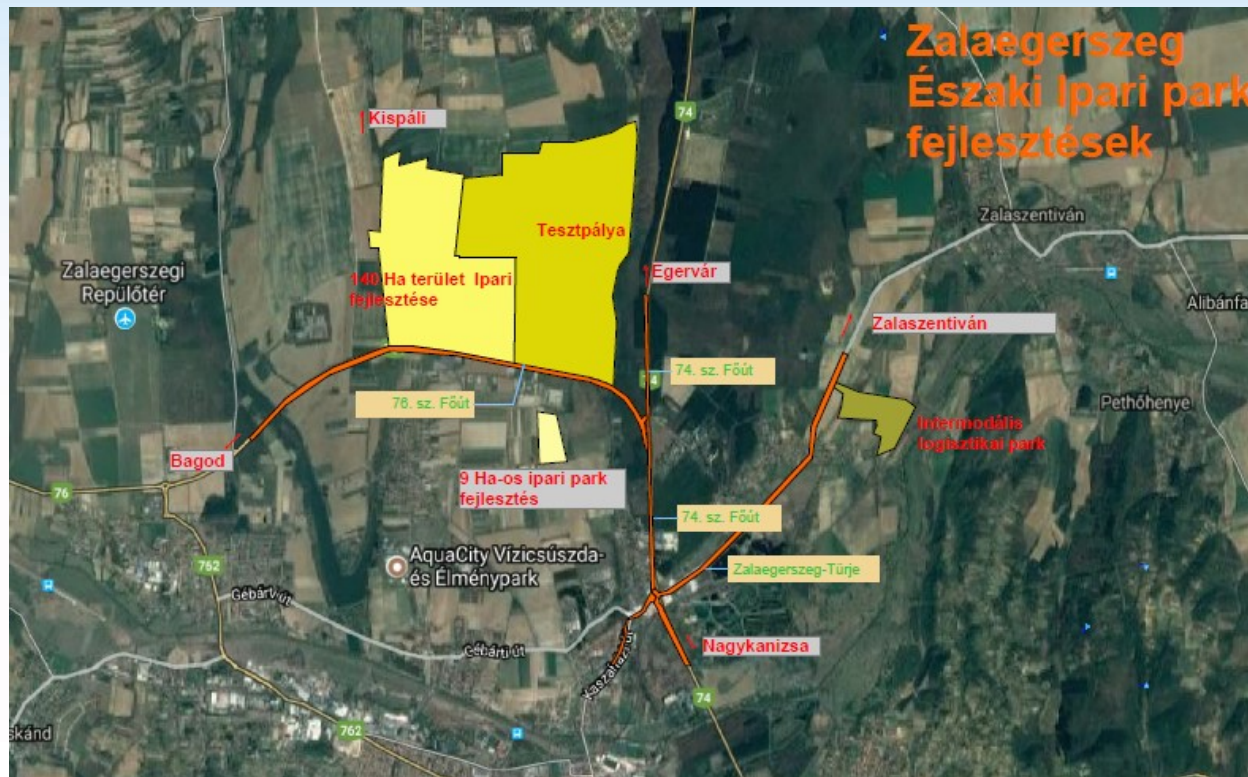 Zalaegerszeg
Északi Ipari park
fejlesztések
Kispáli
74
Zalaszentiván
Tesztpálya
Zalaegerszegi
Repülőtér
140 Ha terület Ipari
fejlesztése
Egervár
Alibánfa
Zalaszentiván
74. sz. Főút
76. sz. Főút
Pethőhenye
Intermodális
logisztikai park
Bagod
76
9 Ha-os ipari park
fejlesztés
74. sz. Főút
AquaCity Vízicsúszda-
és Élménypark
762
Zalaegerszeg-Türje
Gébárti út
Gébárti út
Kaszaházi út
Nagykanizsa
74
762
skánd